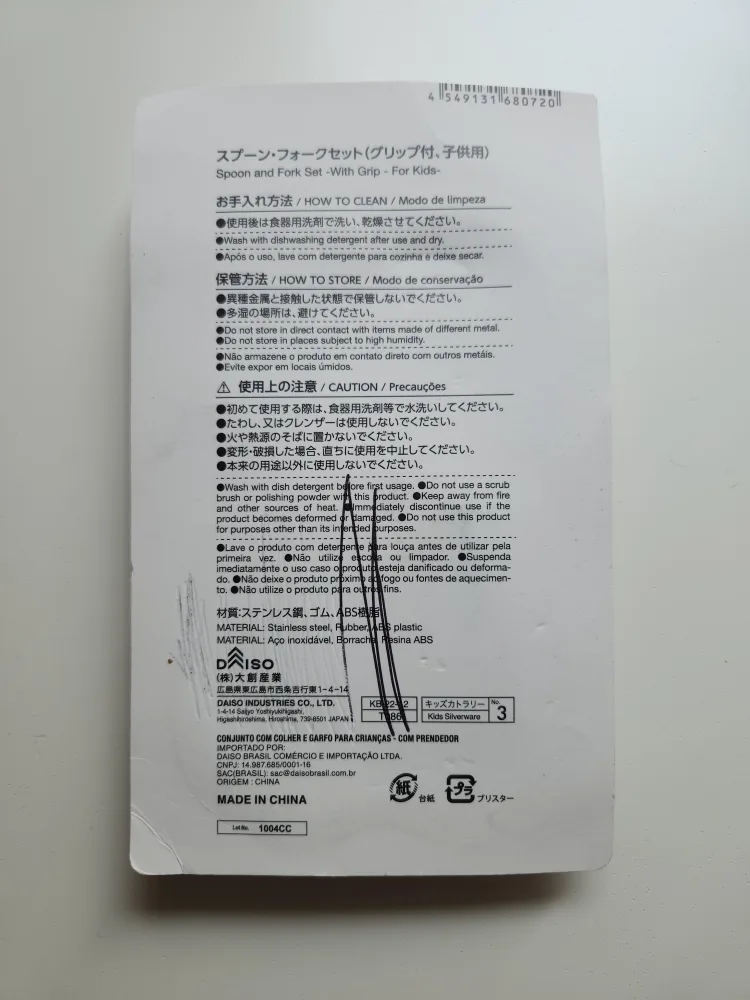 4 549131 680720
スプーン・フォークセット(グリップ付、子供用)
Spoon and Fork Set -With Grip - For Kids-
お手入れ方法 / HOW TO CLEAN / Modo de limpeza
●使用後は食器用洗剤で洗い、乾燥させてください。
●Wash with dishwashing detergent after use and dry.
●Após o uso, lave com detergente para cozinha e deixe secar.
保管方法 / HOW TO STORE / Modo de conservação
●異種金属と接触した状態で保管しないでください。
●多湿の場所は、避けてください。
●Do not store in direct contact with items made of different metal.
●Do not store in places subject to high humidity.
●Não armazene o produto em contato direto com outros metáis.
●Evite expor em locais úmidos.
⚠ 使用上の注意 / CAUTION / Precauções
●初めて使用する際は、食器用洗剤等で水洗いしてください。
●たわし、又はクレンザーは使用しないでください。
●火や熱源のそばに置かないでください。
●変形・破損した場合、直ちに使用を中止してください。
●本来の用途以外に使用しないでください。
●Wash with dish detergent before first usage. ●Do not use a scrub
brush or polishing powder with this product. ●Keep away from fire
and other sources of heat. ●Immediately discontinue use if the
product becomes deformed or damaged. ●Do not use this product
for purposes other than its intended purposes.
●Lave o produto com detergente para louça antes de utilizar pela
primeira vez. ●Não utilize escova ou limpador. ●Suspenda
imediatamente o uso caso o produto esteja danificado ou deforma-
do. ●Não deixe o produto próximo ao fogo ou fontes de aquecimen-
to. ●Não utilize o produto para outros fins.
材質:ステンレス鋼、ゴム、ABS樹脂
MATERIAL: Stainless steel, Rubber, ABS plastic
MATERIAL: Aço inoxidável, Borracha, Resina ABS
DAISO
(株)大創産業
広島県東広島市西条吉行東1-4-14
DAISO INDUSTRIES CO., LTD.
1-4-14 Saijyo Yoshiyukihigashi,
Higashihiroshima, Hiroshima, 739-8501 JAPAN
キッズカトラリー
Kids Silverware
No. 3
CONJUNTO COM COLHER E GARFO PARA CRIANÇAS - COM PRENDEDOR
IMPORTADO POR:
DAISO BRASIL COMÉRCIO E IMPORTAÇÃO LTDA.
CNPJ: 14.987.685/0001-16
SAC(BRASIL): sac@daisobrasil.com.br
ORIGEM : CHINA
MADE IN CHINA
紙 台紙 プラ ブリスター
Lot No. 1004CC